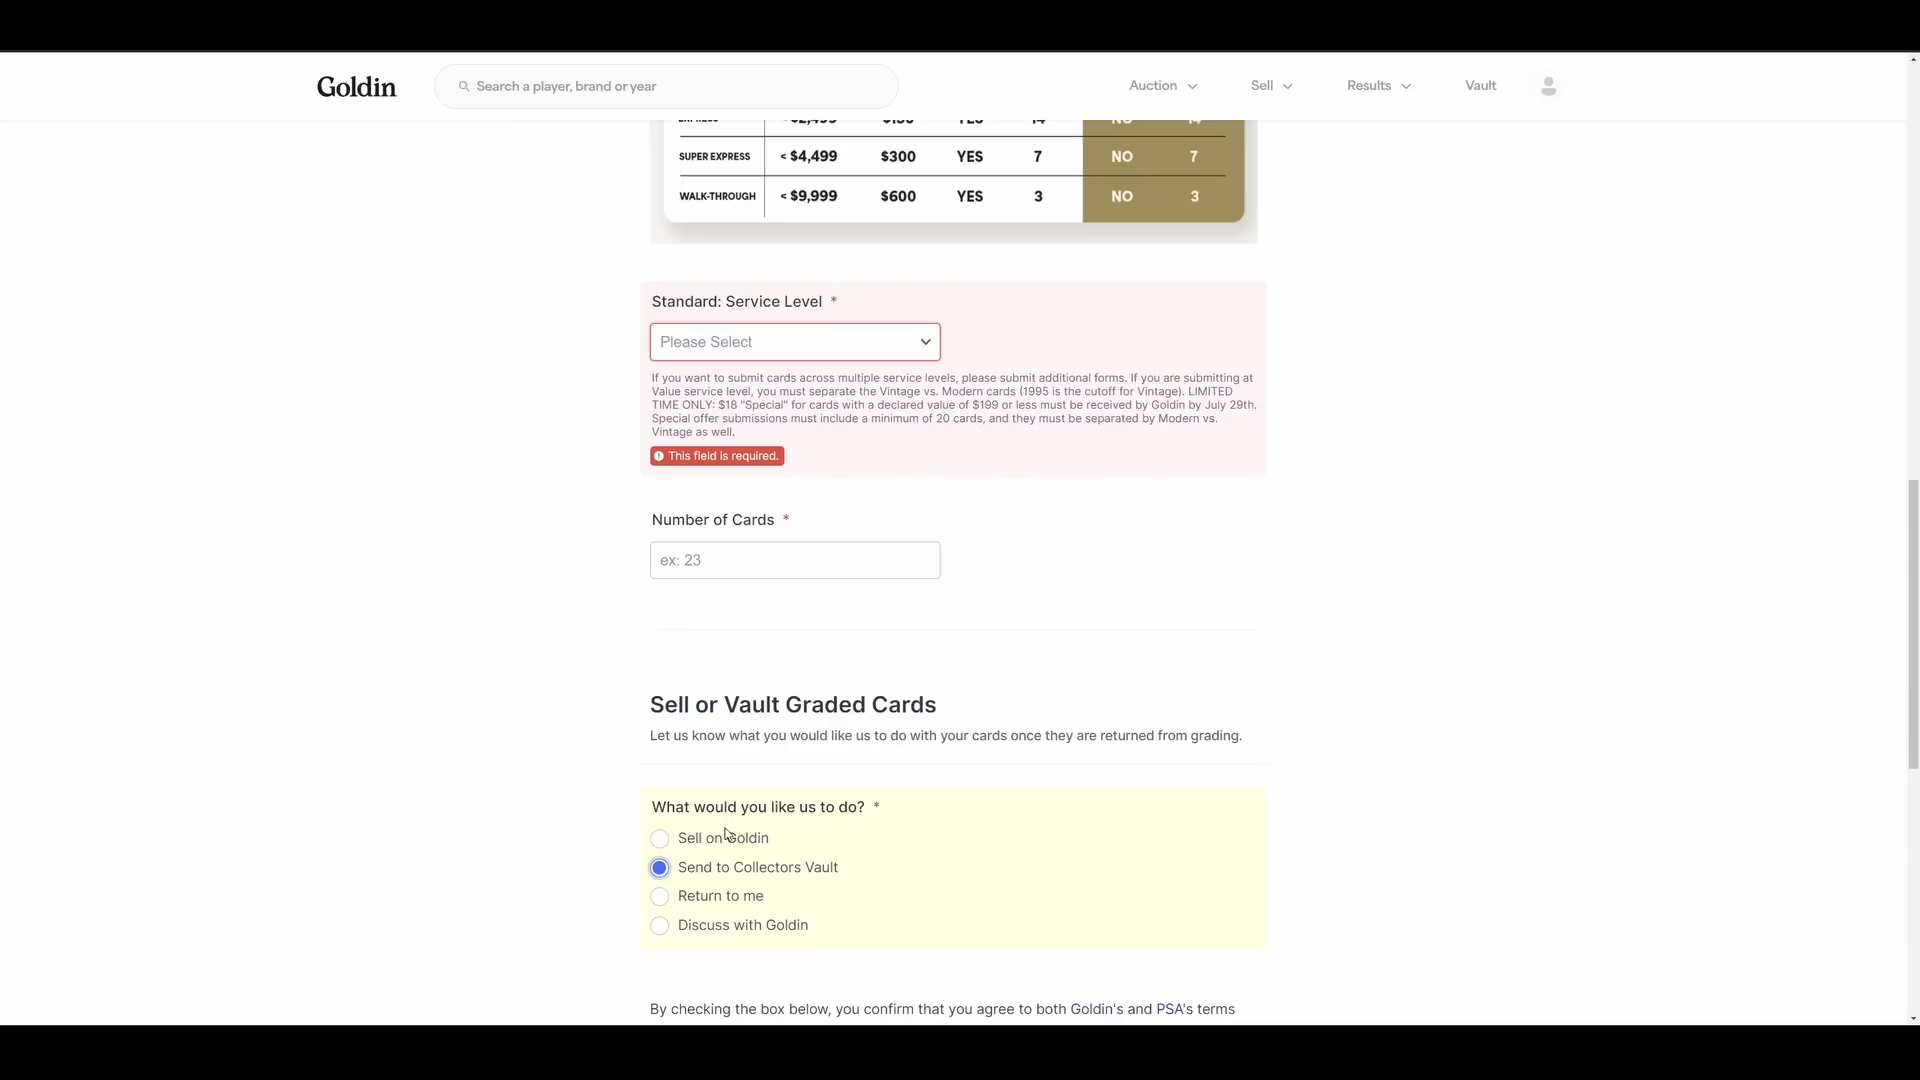 Goldin
Search a player, brand or year
Auction
Sell
Results
Vault
SUPER EXPRESS < $4,499 $300 YES 7 NO 7
WALK-THROUGH < $9,999 $600 YES 3 NO 3
Standard: Service Level *
Please Select
If you want to submit cards across multiple service levels, please submit additional forms. If you are submitting at
Value service level, you must separate the Vintage vs. Modern cards (1995 is the cutoff for Vintage). LIMITED
TIME ONLY: $18 "Special" for cards with a declared value of $199 or less must be received by Goldin by July 29th.
Special offer submissions must include a minimum of 20 cards, and they must be separated by Modern vs.
Vintage as well.
This field is required.
Number of Cards *
ex: 23
Sell or Vault Graded Cards
Let us know what you would like us to do with your cards once they are returned from grading.
What would you like us to do? *
Sell on Goldin
Send to Collectors Vault
Return to me
Discuss with Goldin
By checking the box below, you confirm that you agree to both Goldin's and PSA's terms